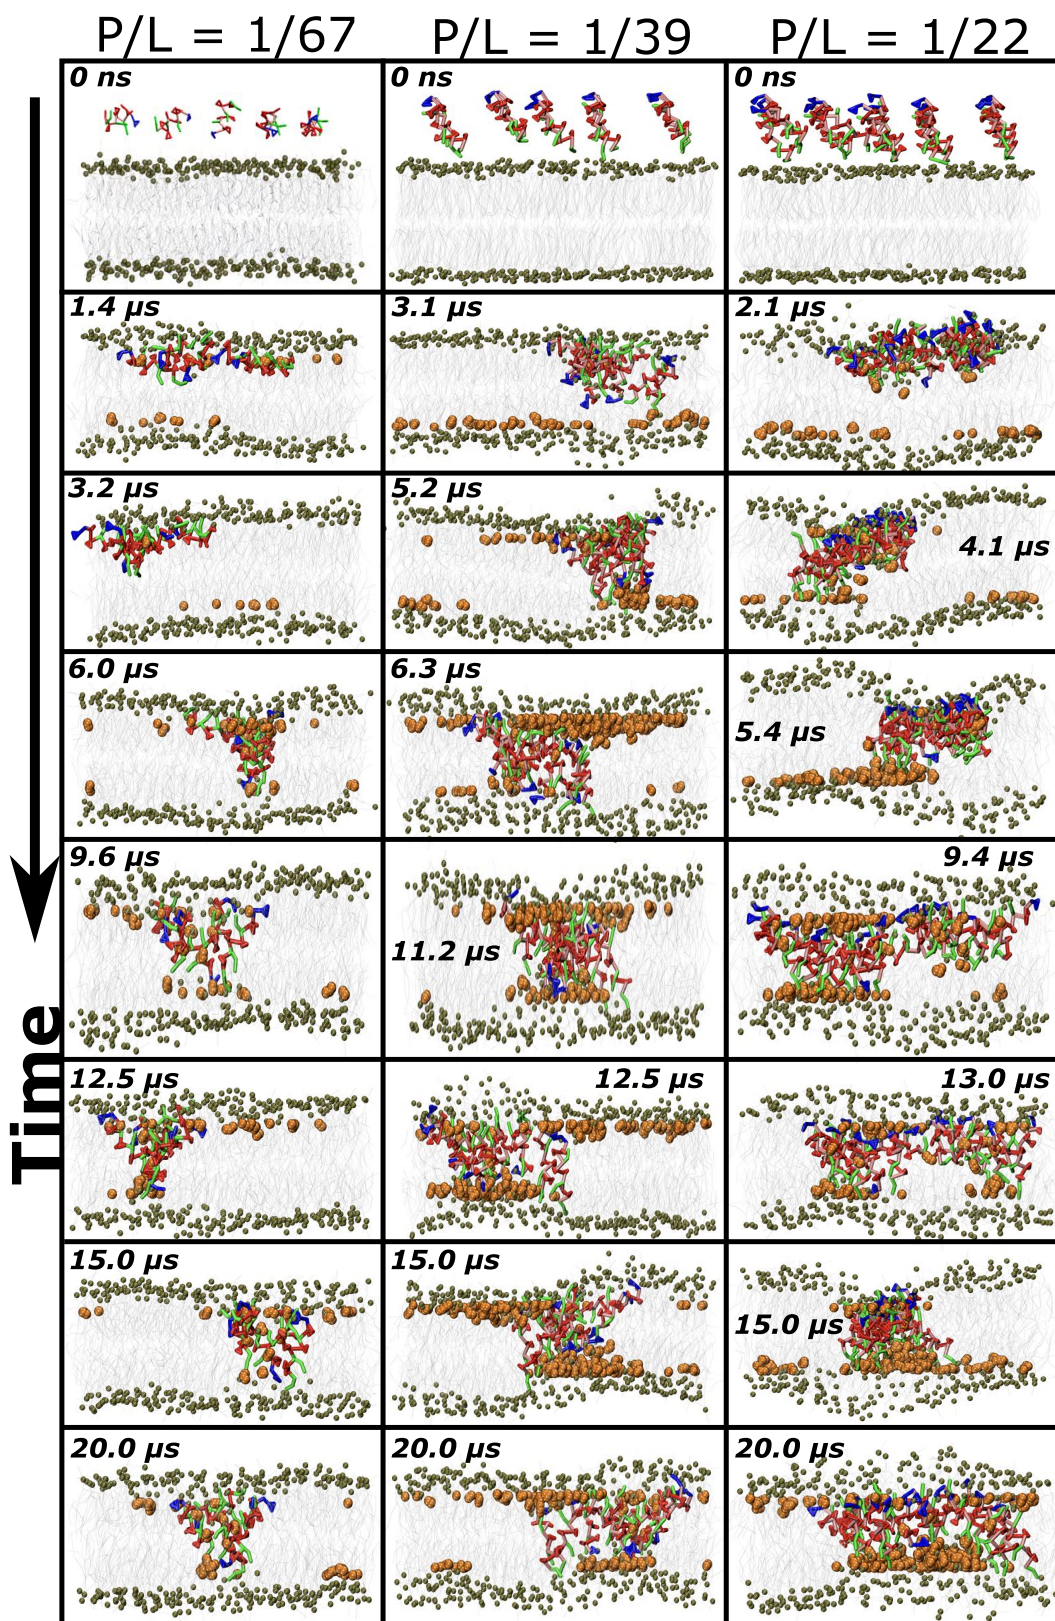 P/L = 1/67 P/L = 1/39 P/L = 1/22
0 ns 0 ns 0 ns
1.4 μs 3.1 μs 2.1 μs
3.2 μs 5.2 μs 4.1 μs
6.0 μs 6.3 μs 5.4 μs
9.6 μs 11.2 μs 9.4 μs
12.5 μs 12.5 μs 13.0 μs
15.0 μs 15.0 μs 15.0 μs
20.0 μs 20.0 μs 20.0 μs
Time